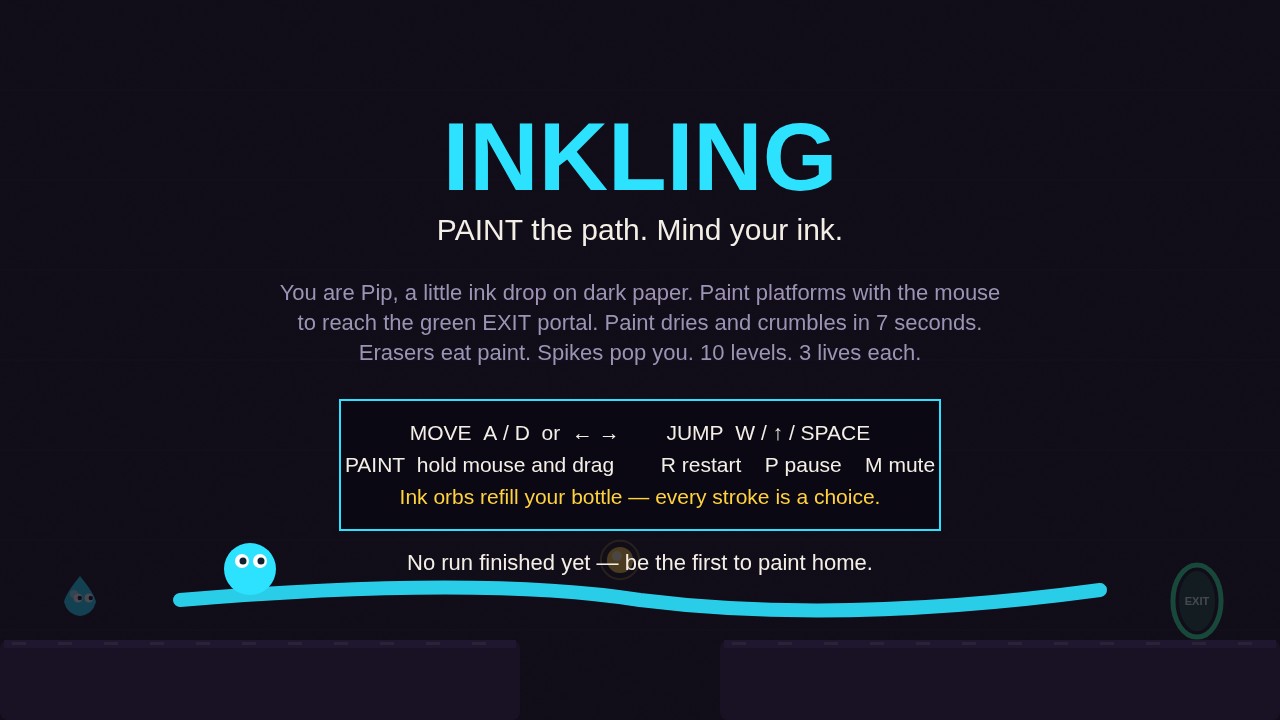 INKLING
PAINT the path. Mind your ink.
You are Pip, a little ink drop on dark paper. Paint platforms with the mouse
to reach the green EXIT portal. Paint dries and crumbles in 7 seconds.
Erasers eat paint. Spikes pop you. 10 levels. 3 lives each.
MOVE A / D or ← → JUMP W / ↑ / SPACE
PAINT hold mouse and drag R restart P pause M mute
Ink orbs refill your bottle — every stroke is a choice.
No run finished yet — be the first to paint home.
EXIT